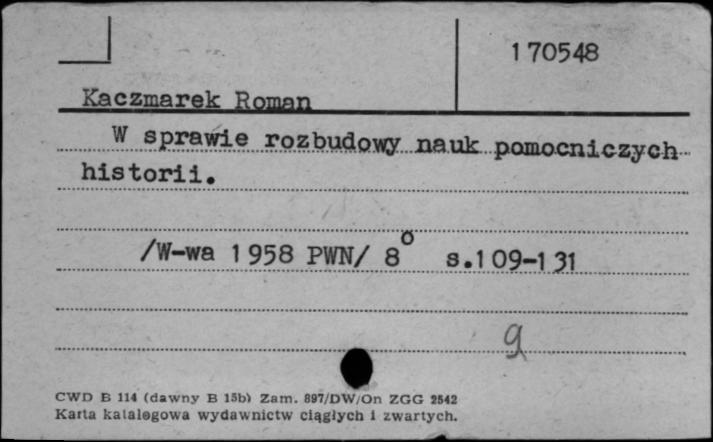 170548
Kaczmarek Roman
W sprawie rozbudowy nauk pomocniczych
historii.
/W-wa 1958 PWN/ 8° s.109-131
9
CWD B 114 (dawny B 15b) Zam. 897/DW/On ZGG 2542
Karta katalogowa wydawnictw ciągłych i zwartych.